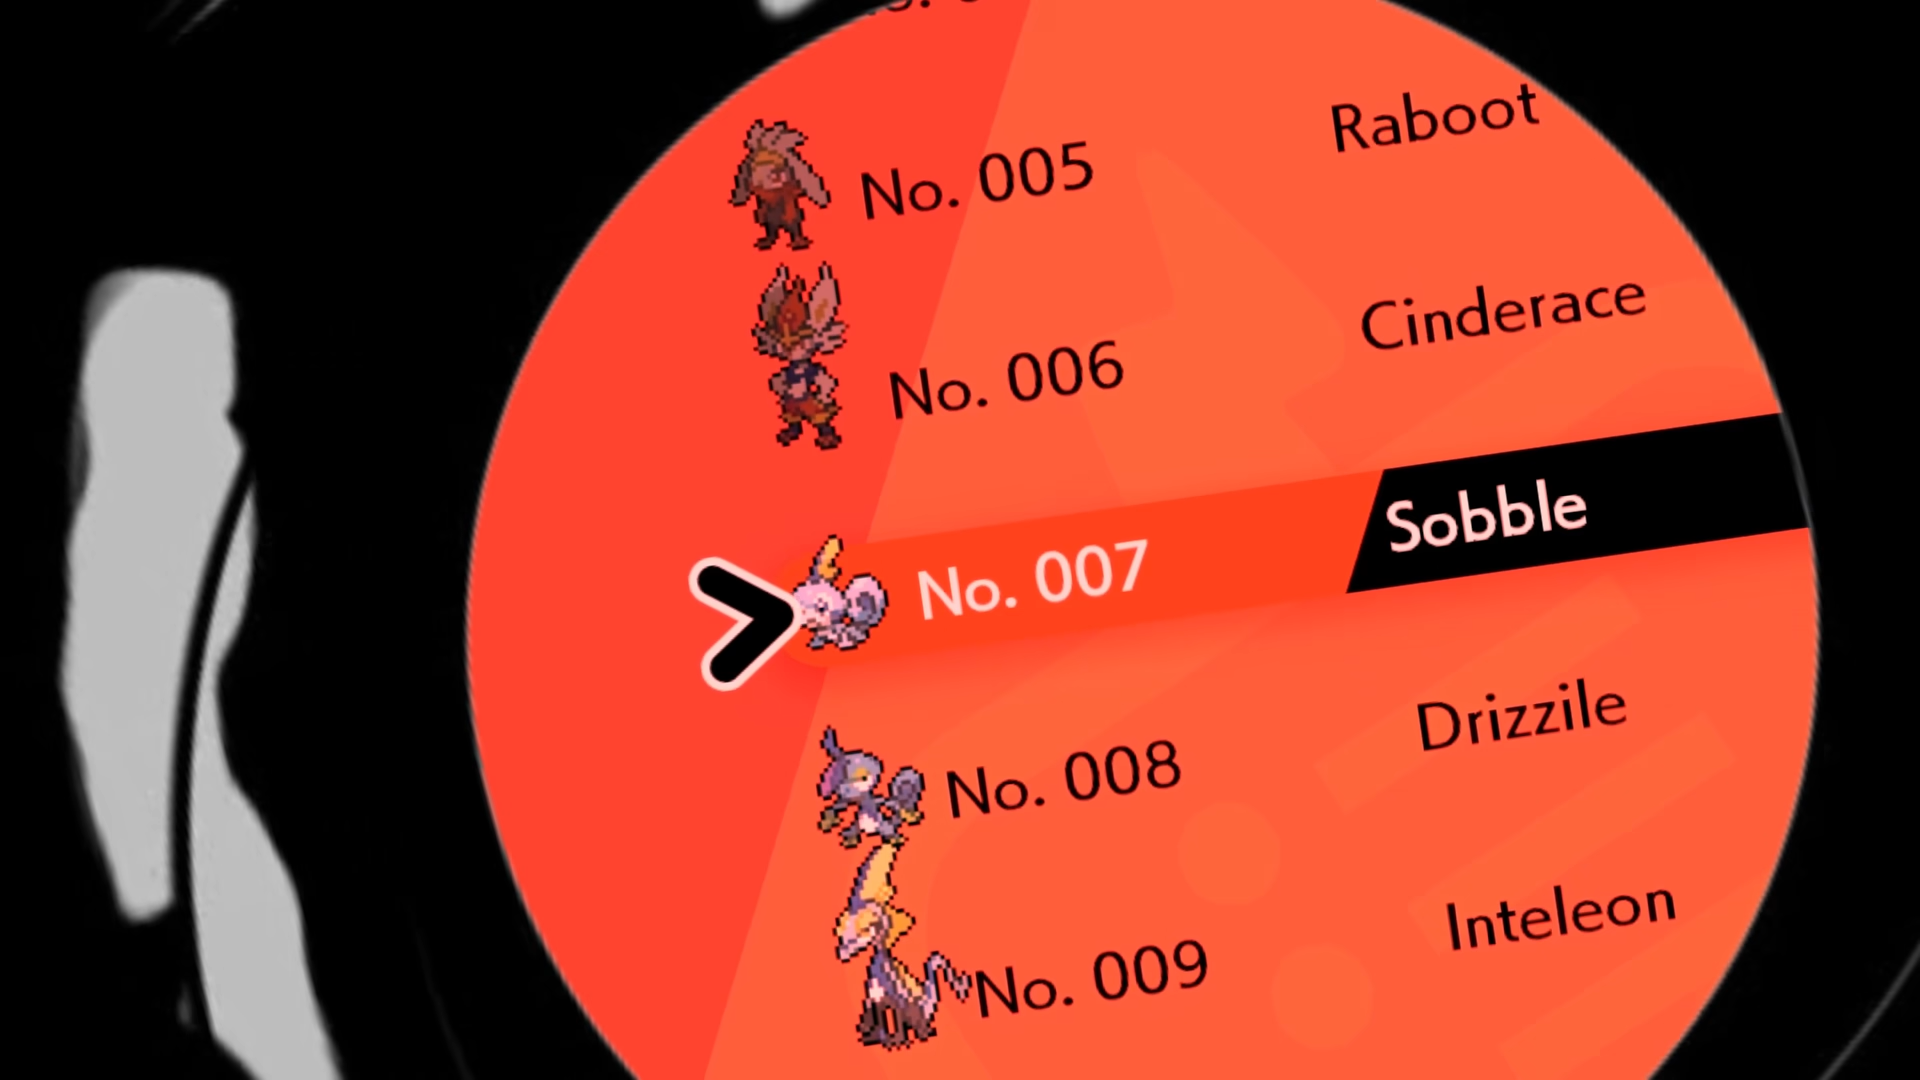 No. 005 Raboot
No. 006 Cinderace
No. 007 Sobble
No. 008 Drizzile
No. 009 Inteleon